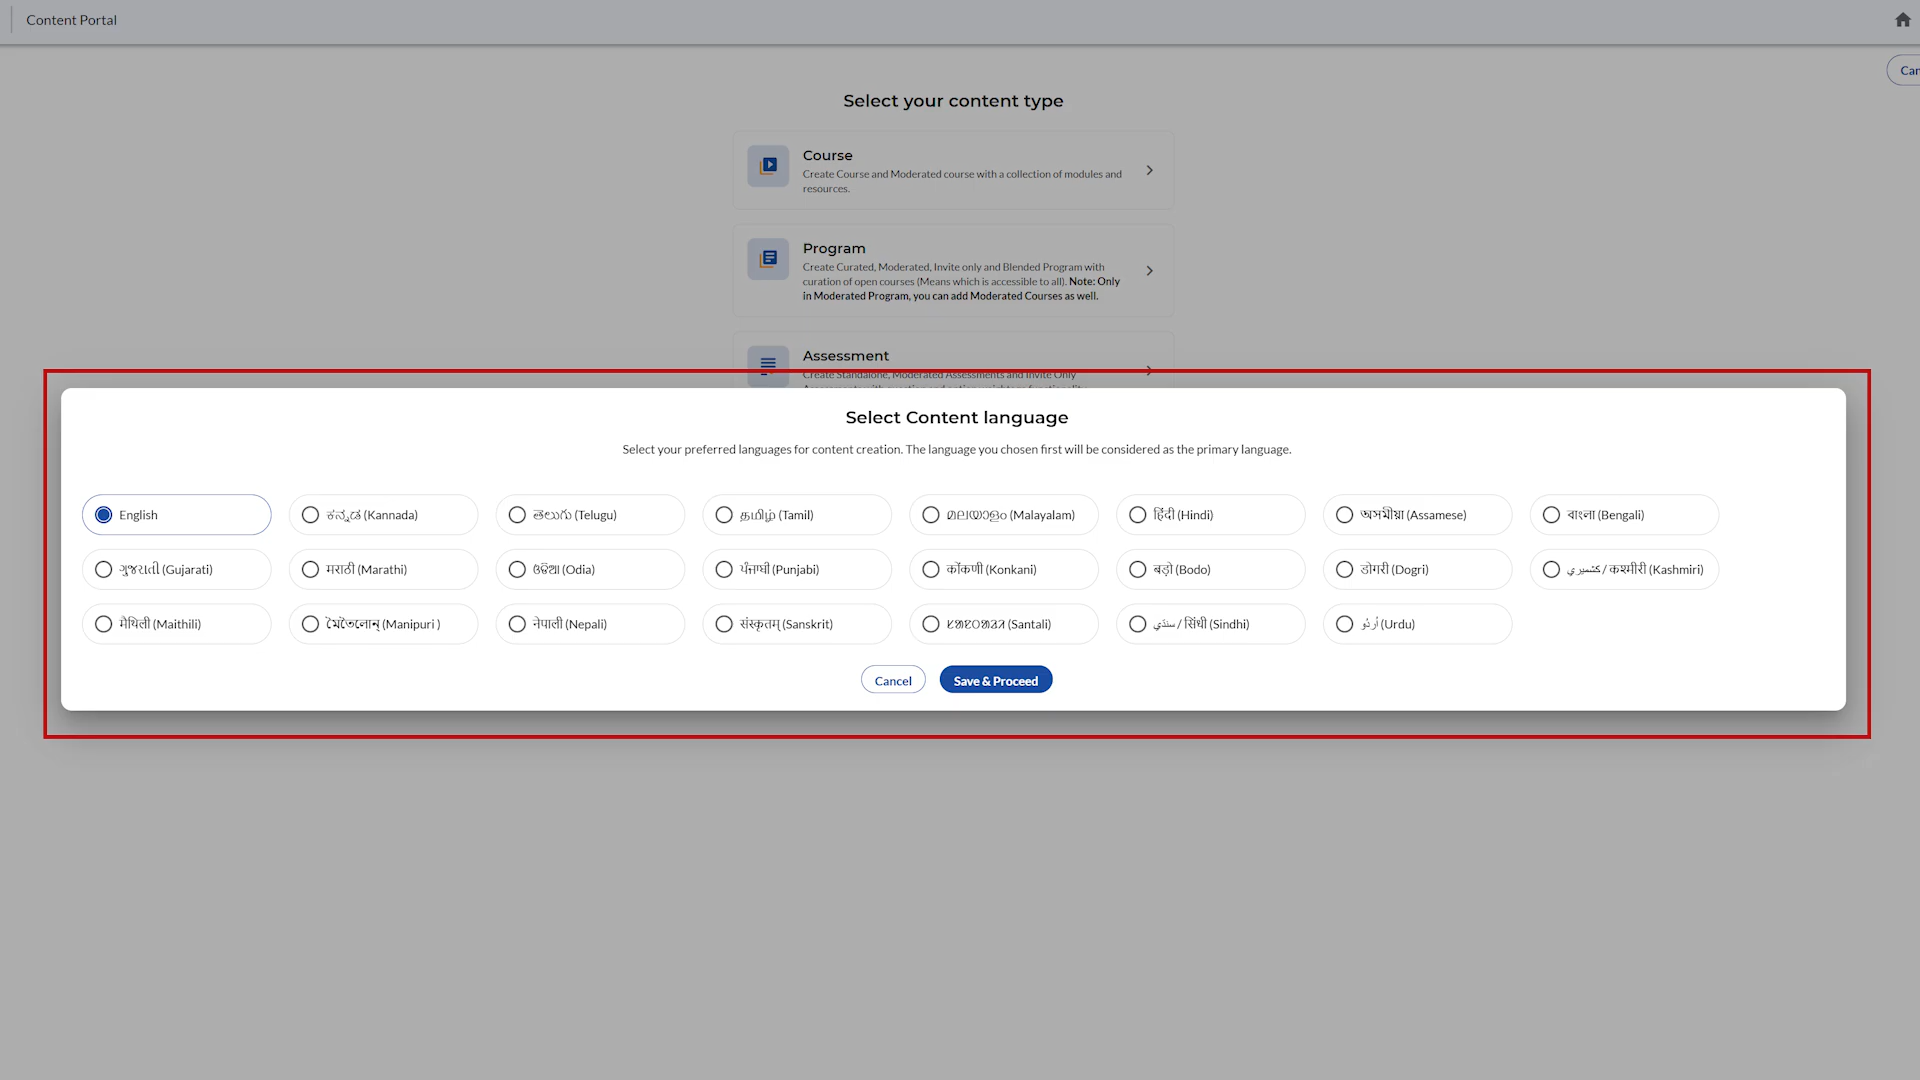 Content Portal
Select your content type
Course
Create Course and Moderated course with a collection of modules and
resources.
Program
Create Curated, Moderated, Invite only and Blended Program with
curation of open courses (Means which is accessible to all). Note: Only
in Moderated Program, you can add Moderated Courses as well.
Assessment
Create Standalone, Moderated Assessments and Invite Only
Select Content language
Select your preferred languages for content creation. The language you chosen first will be considered as the primary language.
English
ಕನ್ನಡ (Kannada)
తెలుగు (Telugu)
தமிழ் (Tamil)
മലയാളം (Malayalam)
हिंदी (Hindi)
অসমীয়া (Assamese)
বাংলা (Bengali)
ગુજરાતી (Gujarati)
मराठी (Marathi)
ଓଡିଆ (Odia)
ਪੰਜਾਬੀ (Punjabi)
कोंकणी (Konkani)
बड़ो (Bodo)
डोगरी (Dogri)
كشميري / कश्मीरी (Kashmiri)
मैथिली (Maithili)
মৈতৈলোন্ (Manipuri )
नेपाली (Nepali)
संस्कृतम् (Sanskrit)
(Santali)
سنڌي / सिंधी (Sindhi)
اُردُو (Urdu)
Cancel
Save & Proceed